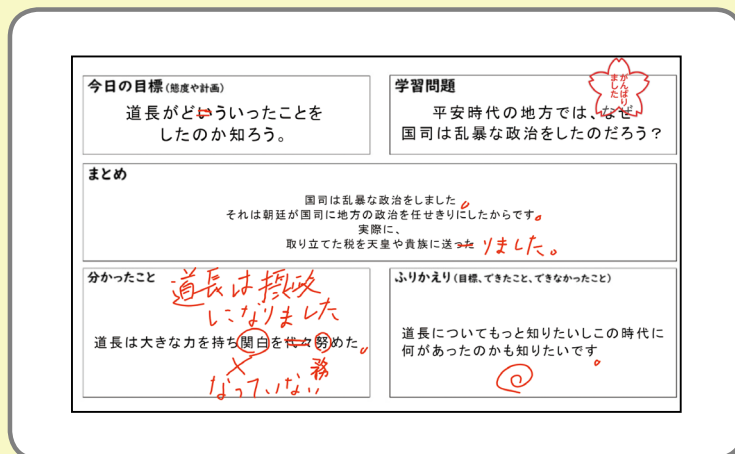 今日の目標(態度や計画)
道長がどいういったことを
したのか知ろう。
学習問題
がんばり
ました
平安時代の地方では、なぜ
国司は乱暴な政治をしたのだろう?
まとめ
国司は乱暴な政治をしました。
それは朝廷が国司に地方の政治を任せきりにしたからです。
実際に、
取り立てた税を天皇や貴族に送った りました。
分かったこと
道長は摂政
になりました
道長は大きな力を持ち関白を代々努めた。
務
なっていない
ふりかえり(目標、できたこと、できなかったこと)
道長についてもっと知りたいしこの時代に
何があったのかも知りたいです。